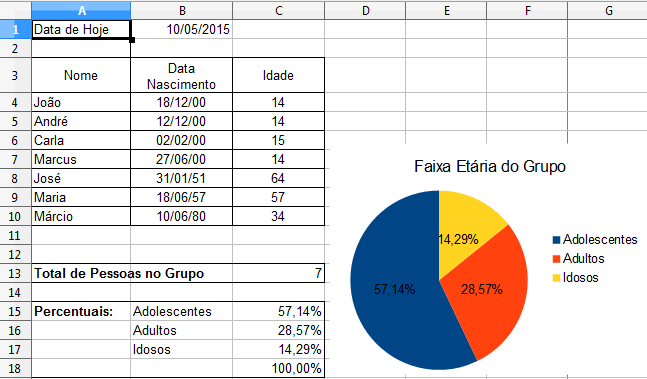 A B C D E F G
1 Data de Hoje 10/05/2015
2
3 Nome Data Nascimento Idade
4 João 18/12/00 14
5 André 12/12/00 14
6 Carla 02/02/00 15
7 Marcus 27/06/00 14
8 José 31/01/51 64
9 Maria 18/06/57 57
10 Márcio 10/06/80 34
11
12
13 Total de Pessoas no Grupo 7
14
15 Percentuais: Adolescentes 57,14%
16 Adultos 28,57%
17 Idosos 14,29%
18 100,00%
Faixa Etária do Grupo
14,29%
57,14%
28,57%
Adolescentes
Adultos
Idosos